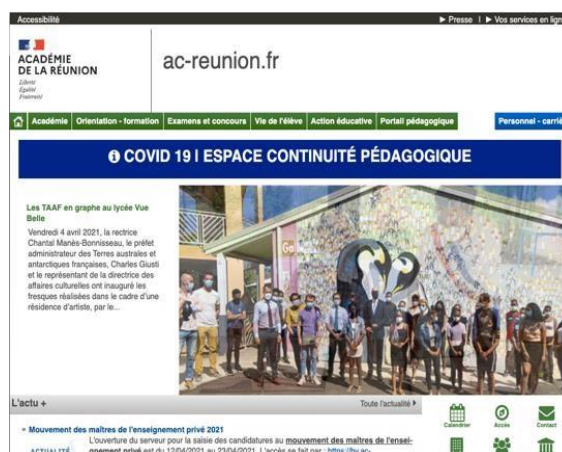 Accessibilité
▶ Presse I ▶ Vos services en lign
ACADÉMIE
DE LA RÉUNION
Liberté
Égalité
Fraternité
ac-reunion.fr
Académie Orientation - formation Examens et concours Vie de l'élève Action éducative Portail pédagogique Personnel - carriè
COVID 19 I ESPACE CONTINUITÉ PÉDAGOGIQUE
Les TAAF en graphe au lycée Vue
Belle
Vendredi 4 avril 2021, la rectrice
Chantal Manès-Bonnisseau, le préfet
administrateur des Terres australes et
antarctiques françaises, Charles Giusti
et le représentant de la directrice des
affaires culturelles ont inauguré les
fresques réalisées dans le cadre d'une
résidence d'artiste, par le...
L'actu +
Toute l'actualité
Calendrier Accès Contact
Mouvement des maîtres de l'enseignement privé 2021
L'ouverture du serveur pour la saisie des candidatures au mouvement des maîtres de l'ensei-
ACTUALITÉ gnement privé est du 12/04/2021 au 23/04/2021. L'accès se fait par : https://bv.ac-